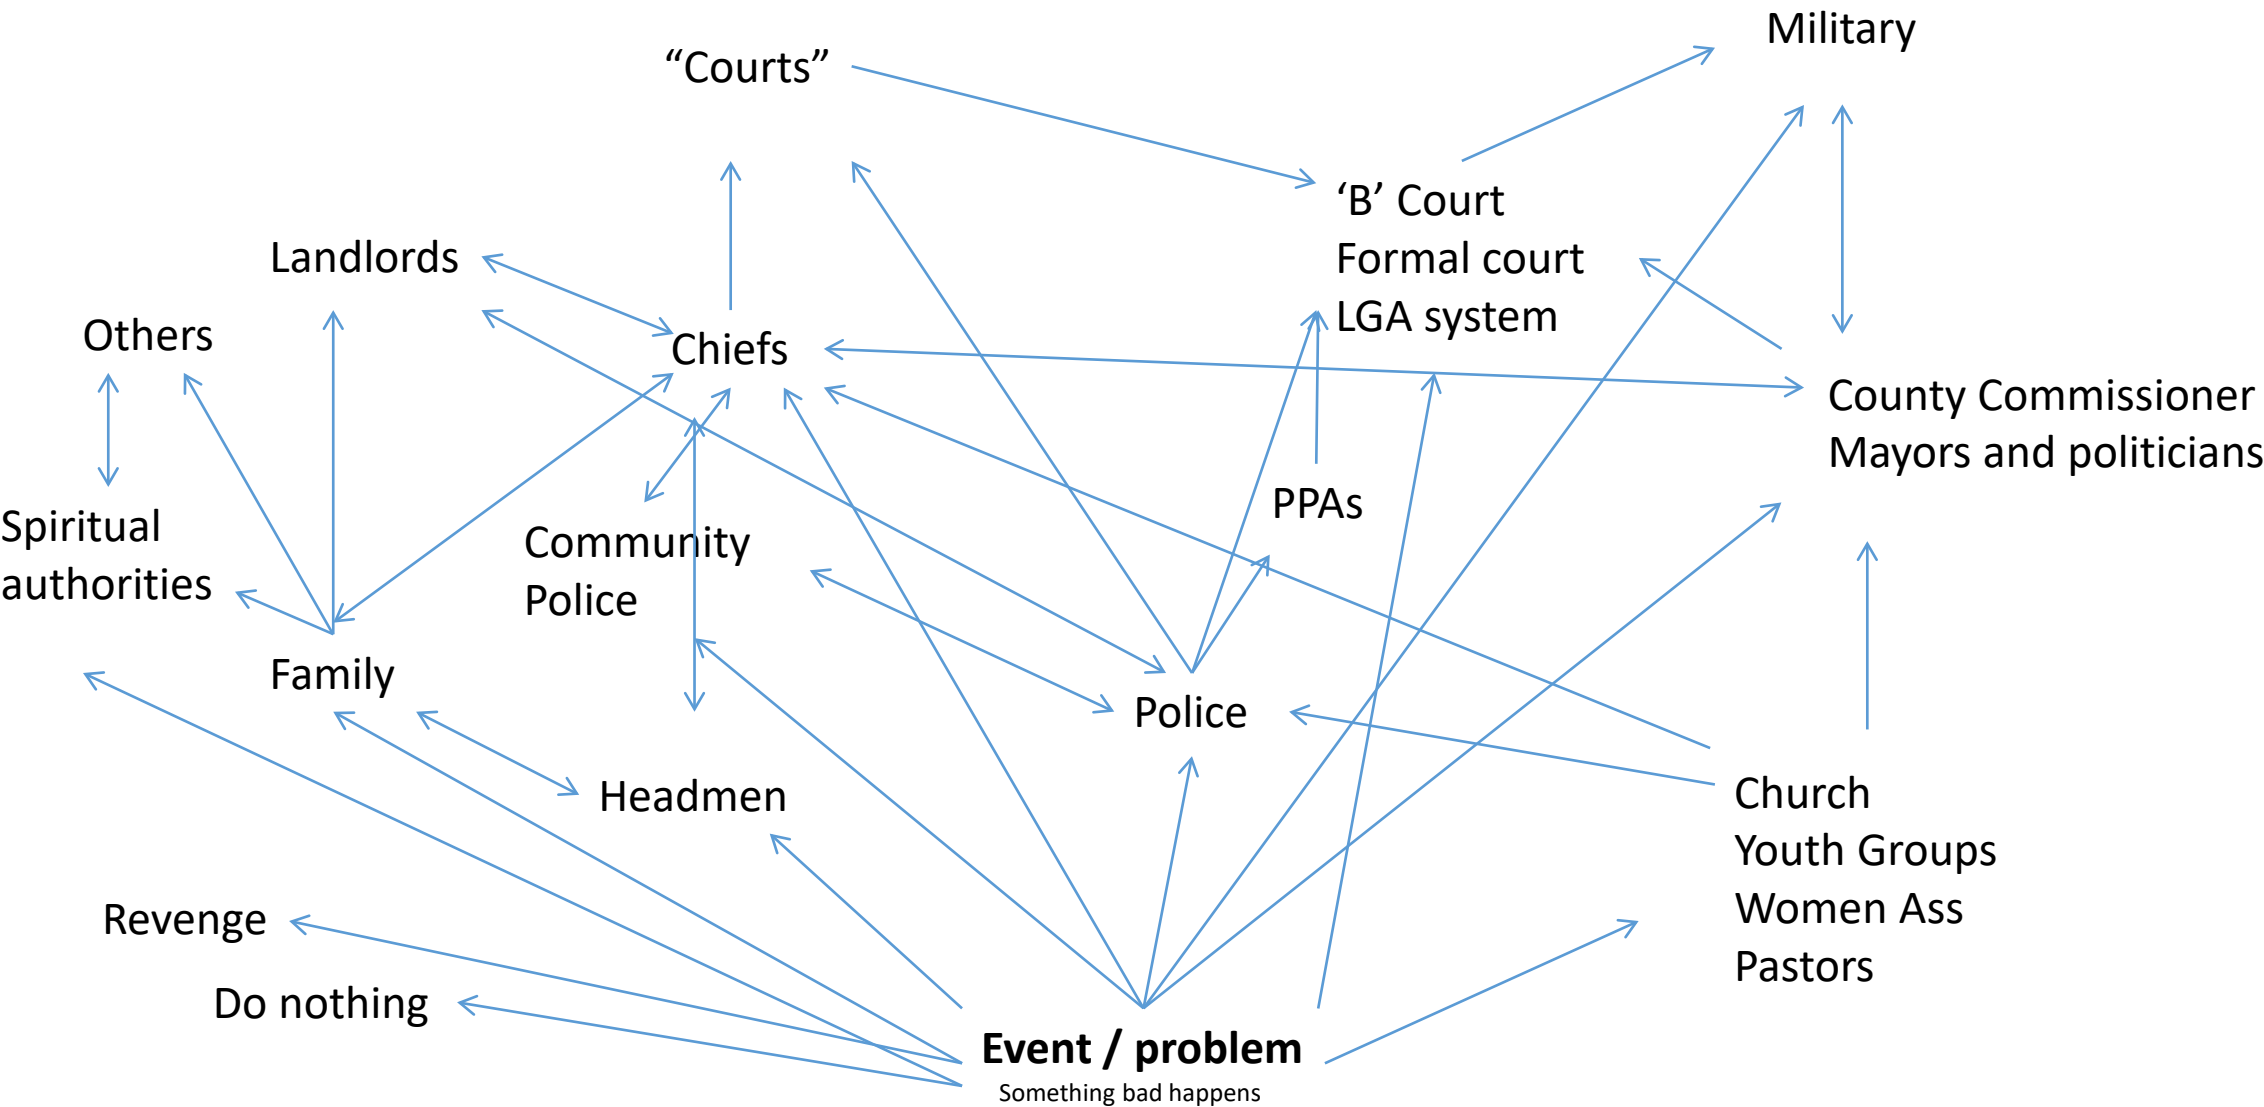 Military
“Courts”
‘B’ Court
Formal court
LGA system
Landlords
Others
Chiefs
County Commissioner
Mayors and politicians
PPAs
Spiritual
authorities
Community
Police
Family
Police
Headmen
Church
Youth Groups
Women Ass
Pastors
Revenge
Do nothing
Event / problem
Something bad happens